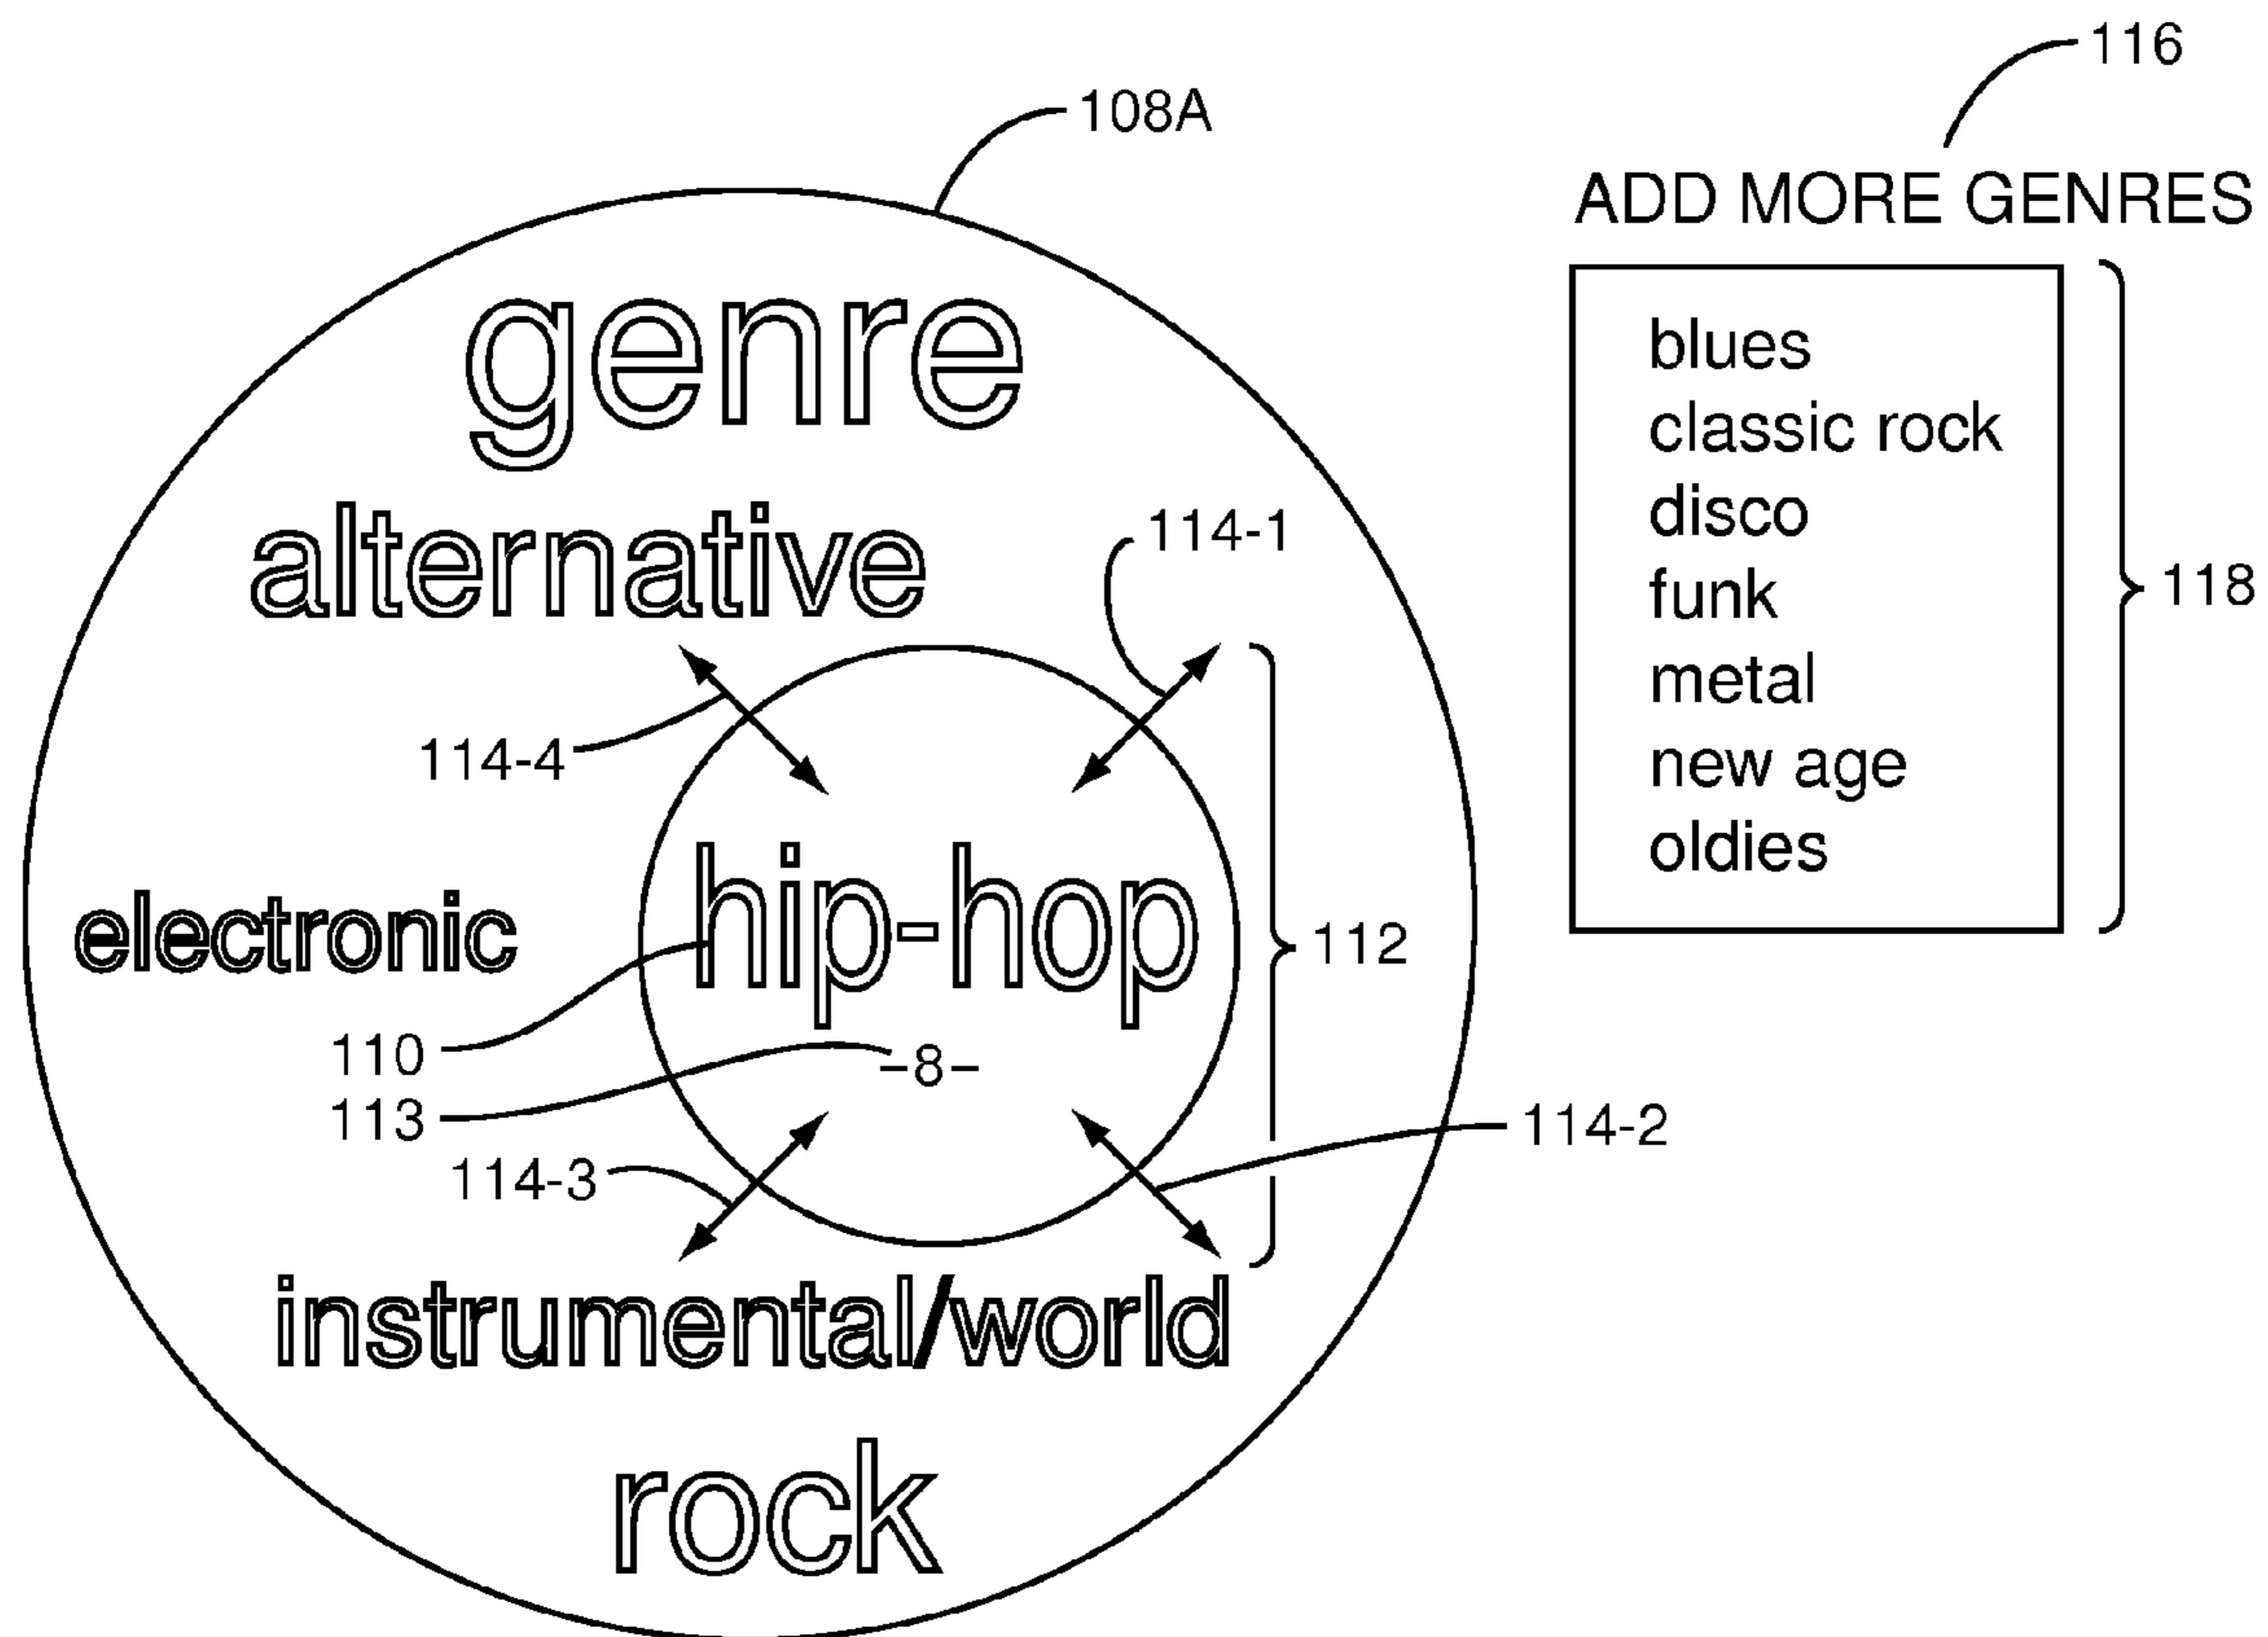 116
108A
ADD MORE GENRES
genre
blues
classic rock
disco
funk
metal
new age
oldies
118
alternative
114-1
114-4
electronic
hip-hop
112
110
113
-8-
114-2
114-3
instrumental/world
rock